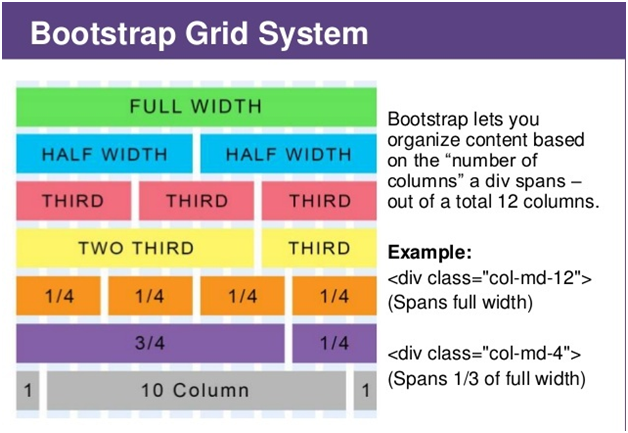 Bootstrap Grid System
FULL WIDTH
HALF WIDTH HALF WIDTH
THIRD THIRD THIRD
TWO THIRD THIRD
1/4 1/4 1/4 1/4
3/4 1/4
1 10 Column 1
Bootstrap lets you
organize content based
on the “number of
columns” a div spans –
out of a total 12 columns.
Example:
<div class="col-md-12">
(Spans full width)
<div class="col-md-4">
(Spans 1/3 of full width)